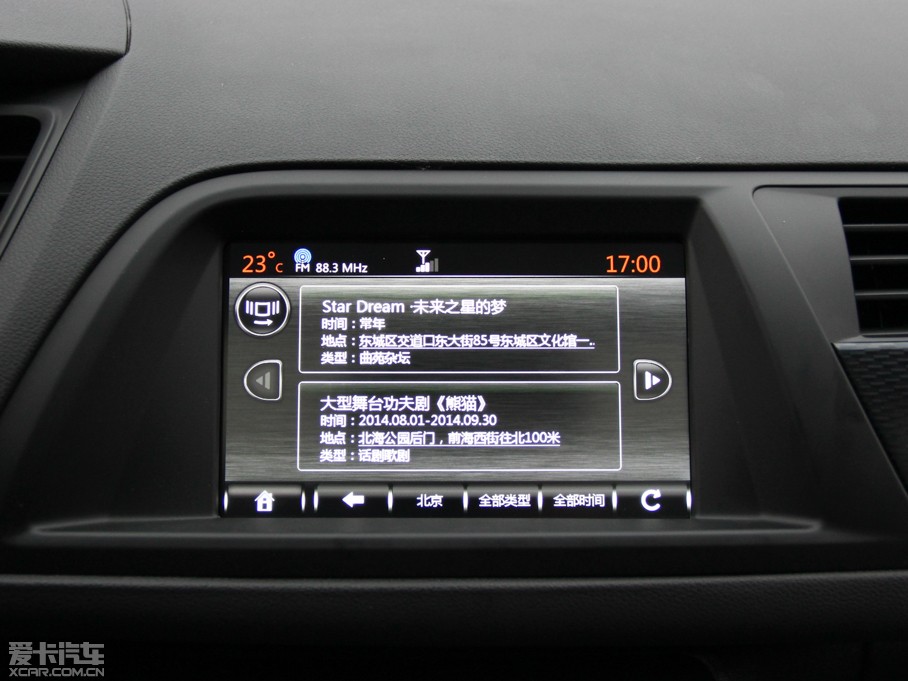 23°C FM 88.3 MHz 17:00
Star Dream ·未来之星的梦
时间：常年
地点：东城区交道口东大街85号东城区文化馆一..
类型：曲苑杂坛
大型舞台功夫剧《熊猫》
时间：2014.08.01-2014.09.30
地点：北海公园后门，前海西街往北100米
类型：话剧歌剧
北京 全部类型 全部时间
爱卡汽车
XCAR.COM.CN